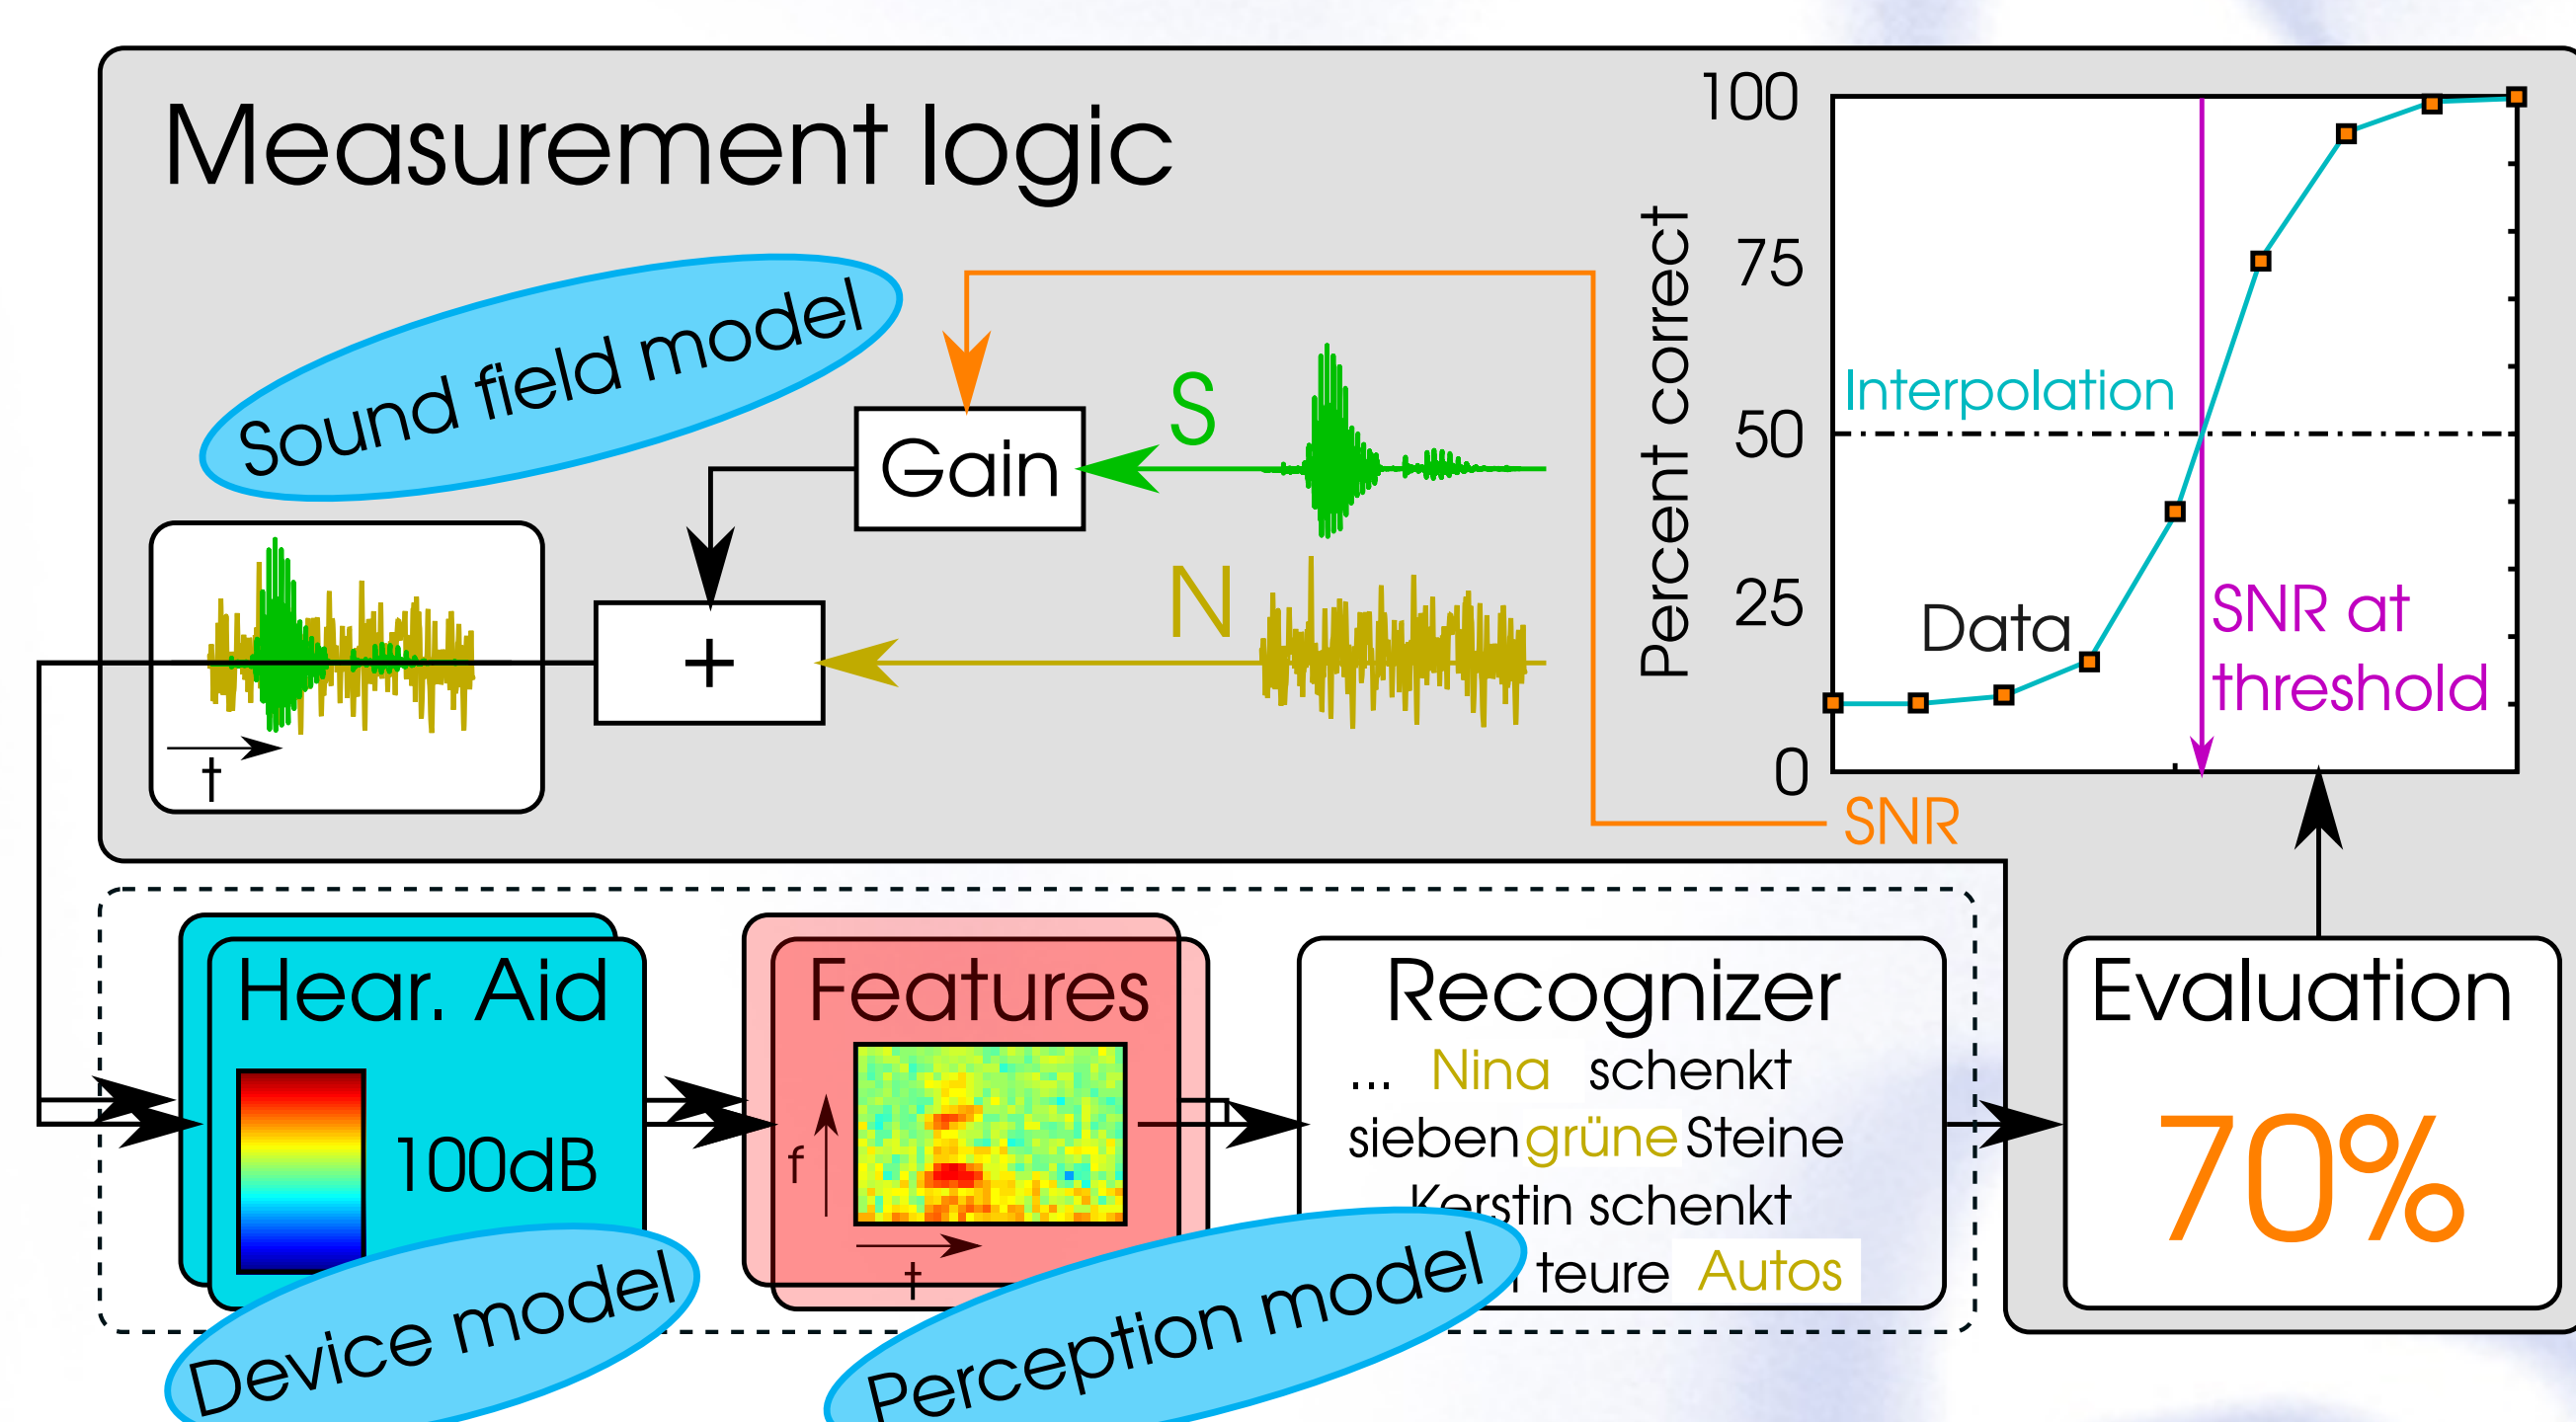 Measurement logic
Sound field model
Gain
S
N
+
t
100
75
50
25
0
Percent correct
Interpolation
Data
SNR at
threshold
SNR
Hear. Aid
100dB
Device model
Features
f
t
Perception model
Recognizer
... Nina schenkt
sieben grüne Steine
Kerstin schenkt
teure Autos
Evaluation
70%